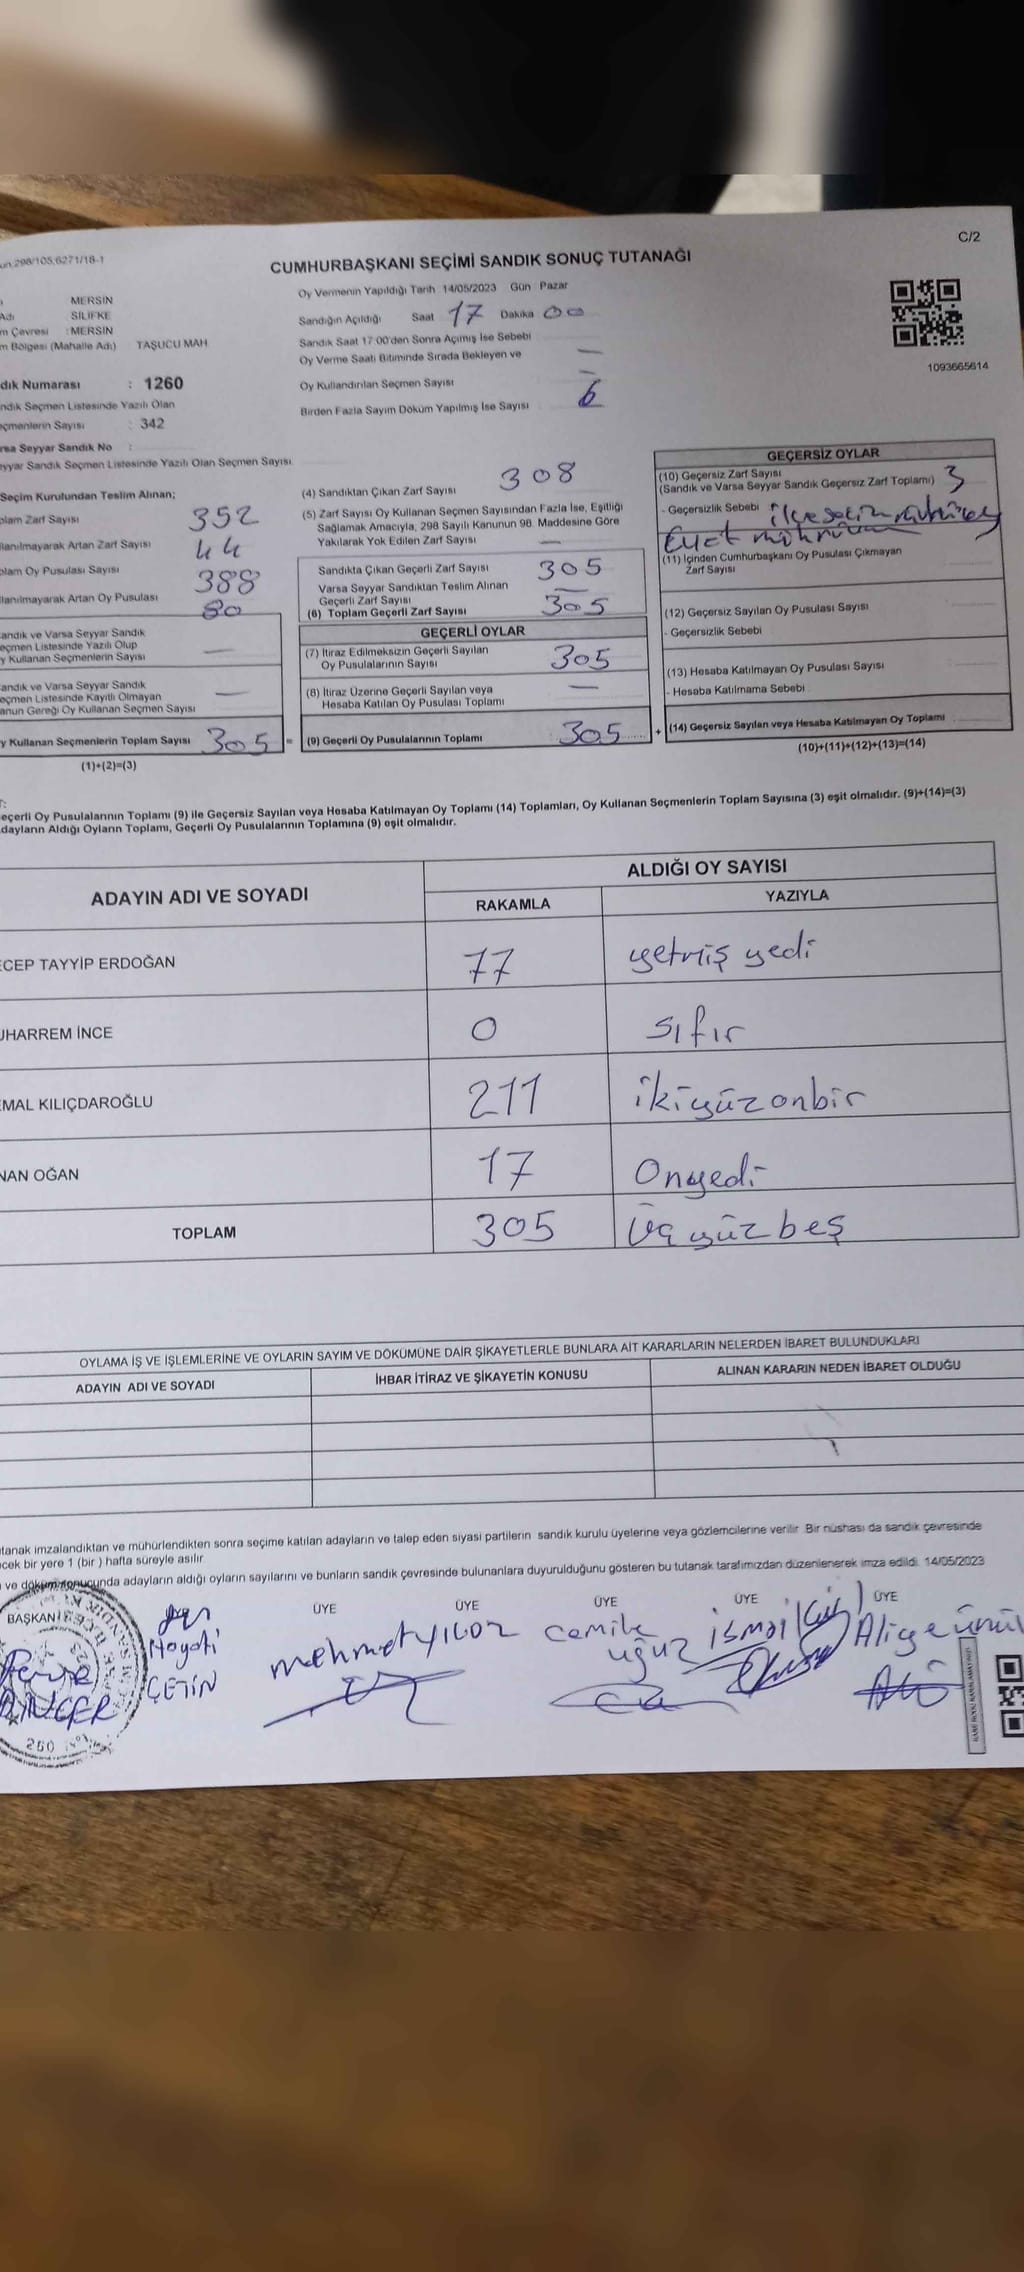 298/105,6271/18-1
C/2
CUMHURBAŞKANI SEÇİMİ SANDIK SONUÇ TUTANAĞI
MERSİN
Adı SİLİFKE
m Çevresi : MERSİN
m Bölgesi (Mahalle Adı) TAŞUCU MAH
dık Numarası : 1260
ndık Seçmen Listesinde Yazılı Olan
eçmenlerin Sayısı : 342
rsa Seyyar Sandık No :
eyyar Sandık Seçmen Listesinde Yazılı Olan Seçmen Sayısı
Oy Vermenin Yapıldığı Tarih 14/05/2023 Gün Pazar
Sandığın Açıldığı Saat 17 Dakika 00
Sandık Saat 17:00'den Sonra Açmış İse Sebebi
Oy Verme Saati Bitiminde Sırada Bekleyen ve
Oy Kullandırılan Seçmen Sayısı —
Birden Fazla Sayım Döküm Yapılmış İse Sayısı 6
1093665614
Seçim Kurulundan Teslim Alınan;
plam Zarf Sayısı 352
llanılmayarak Artan Zarf Sayısı 44
plam Oy Pusulası Sayısı 388
llanılmayarak Artan Oy Pusulası 80
andık ve Varsa Seyyar Sandık
eçmen Listesinde Yazılı Olup
y Kullanan Seçmenlerin Sayısı —
andık ve Varsa Seyyar Sandık
eçmen Listesinde Kayıtlı Olmayan
anun Gereği Oy Kullanan Seçmen Sayısı —
y Kullanan Seçmenlerin Toplam Sayısı 305 =
(1)+(2)=(3)
(4) Sandıktan Çıkan Zarf Sayısı 308
(5) Zarf Sayısı Oy Kullanan Seçmen Sayısından Fazla İse, Eşitliği
Sağlamak Amacıyla, 298 Sayılı Kanunun 98. Maddesine Göre
Yakılarak Yok Edilen Zarf Sayısı —
Sandıkta Çıkan Geçerli Zarf Sayısı 305
Varsa Seyyar Sandıktan Teslim Alınan
Geçerli Zarf Sayısı —
(6) Toplam Geçerli Zarf Sayısı 305
GEÇERLİ OYLAR
(7) İtiraz Edilmeksizin Geçerli Sayılan
Oy Pusulalarının Sayısı 305
(8) İtiraz Üzerine Geçerli Sayılan veya
Hesaba Katılan Oy Pusulası Toplamı —
(9) Geçerli Oy Pusulalarının Toplamı 305 +
GEÇERSİZ OYLAR
(10) Geçersiz Zarf Sayısı
(Sandık ve Varsa Seyyar Sandık Geçersiz Zarf Toplamı) 3
- Geçersizlik Sebebi
(11) İçinden Cumhurbaşkanı Oy Pusulası Çıkmayan
Zarf Sayısı
(12) Geçersiz Sayılan Oy Pusulası Sayısı
- Geçersizlik Sebebi
(13) Hesaba Katılmayan Oy Pusulası Sayısı
- Hesaba Katılmama Sebebi
(14) Geçersiz Sayılan veya Hesaba Katılmayan Oy Toplamı
(10)+(11)+(12)+(13)=(14)
T:
eçerli Oy Pusulalarının Toplamı (9) ile Geçersiz Sayılan veya Hesaba Katılmayan Oy Toplamı (14) Toplamları, Oy Kullanan Seçmenlerin Toplam Sayısına (3) eşit olmalıdır. (9)+(14)=(3)
dayların Aldığı Oyların Toplamı, Geçerli Oy Pusulalarının Toplamına (9) eşit olmalıdır.
ADAYIN ADI VE SOYADI ALDIĞI OY SAYISI
RAKAMLA YAZIYLA
ECEP TAYYİP ERDOĞAN 77 yetmiş yedi
UHARREM İNCE 0 sıfır
EMAL KILIÇDAROĞLU 211 ikiyüzonbir
NAN OĞAN 17 Onyedi
TOPLAM 305 Üçyüzbeş
OYLAMA İŞ VE İŞLEMLERİNE VE OYLARIN SAYIM VE DÖKÜMÜNE DAİR ŞİKAYETLERLE BUNLARA AİT KARARLARIN NELERDEN İBARET BULUNDUKLARI
ADAYIN ADI VE SOYADI İHBAR İTİRAZ VE ŞİKAYETİN KONUSU ALINAN KARARIN NEDEN İBARET OLDUĞU
tanak imzalandıktan ve mühürlendikten sonra seçime katılan adayların ve talep eden siyasi partilerin sandık kurulu üyelerine veya gözlemcilerine verilir. Bir nüshası da sandık çevresinde
cek bir yere 1 (bir) hafta süreyle asılır.
ve döküm sonucunda adayların aldığı oyların sayılarını ve bunların sandık çevresinde bulunanlara duyurulduğunu gösteren bu tutanak tarafımızdan düzenlenerek imza edildi. 14/05/2023
BAŞKAN ÜYE ÜYE ÜYE ÜYE ÜYE
Hayati ÇETİN
mehmet yılmaz
Cemile uğuz
ismail
Aliye ünül
260